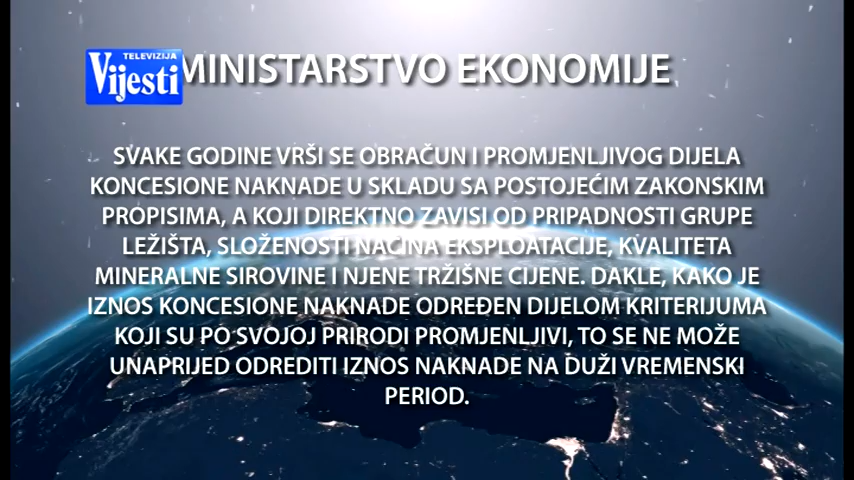 TELEVIZIJA
Vijesti
MINISTARSTVO EKONOMIJE
SVAKE GODINE VRŠI SE OBRAČUN I PROMJENLJIVOG DIJELA
KONCESIONE NAKNADE U SKLADU SA POSTOJEĆIM ZAKONSKIM
PROPISIMA, A KOJI DIREKTNO ZAVISI OD PRIPADNOSTI GRUPE
LEŽIŠTA, SLOŽENOSTI NAČINA EKSPLOATACIJE, KVALITETA
MINERALNE SIROVINE I NJENE TRŽIŠNE CIJENE. DAKLE, KAKO JE
IZNOS KONCESIONE NAKNADE ODREĐEN DIJELOM KRITERIJUMA
KOJI SU PO SVOJOJ PRIRODI PROMJENLJIVI, TO SE NE MOŽE
UNAPRIJED ODREDITI IZNOS NAKNADE NA DUŽI VREMENSKI
PERIOD.